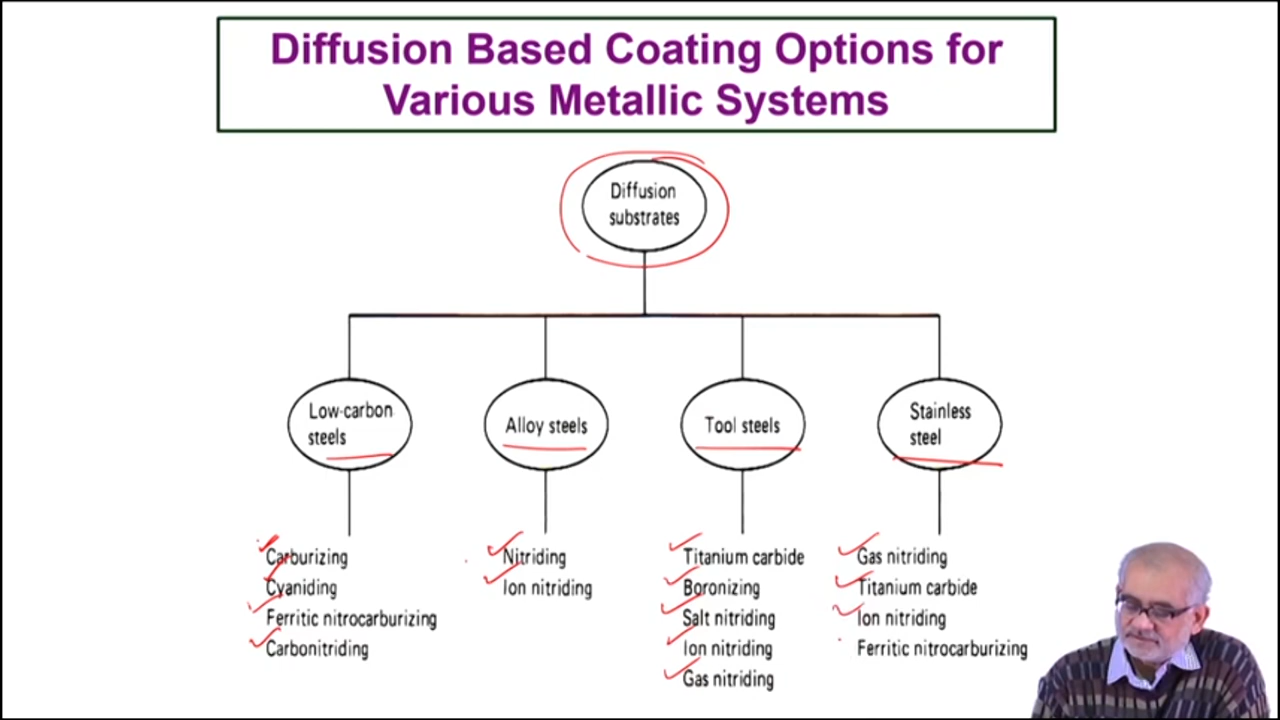 Diffusion Based Coating Options for
Various Metallic Systems
Diffusion
substrates
Low-carbon
steels
Alloy steels
Tool steels
Stainless
steel
Carburizing
Cyaniding
Ferritic nitrocarburizing
Carbonitriding
Nitriding
Ion nitriding
Titanium carbide
Boronizing
Salt nitriding
Ion nitriding
Gas nitriding
Gas nitriding
Titanium carbide
Ion nitriding
Ferritic nitrocarburizing